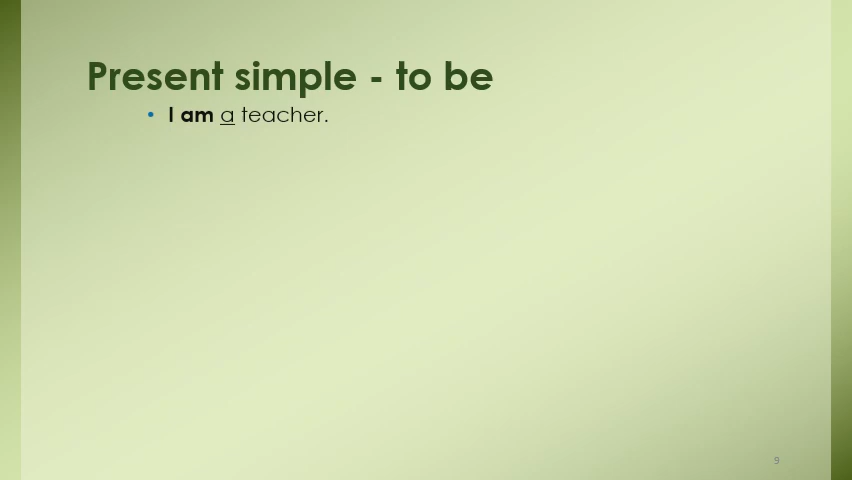 Present simple - to be
• I am a teacher.
9